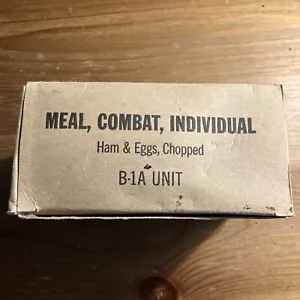 MEAL, COMBAT, INDIVIDUAL
Ham & Eggs, Chopped
B-1A UNIT